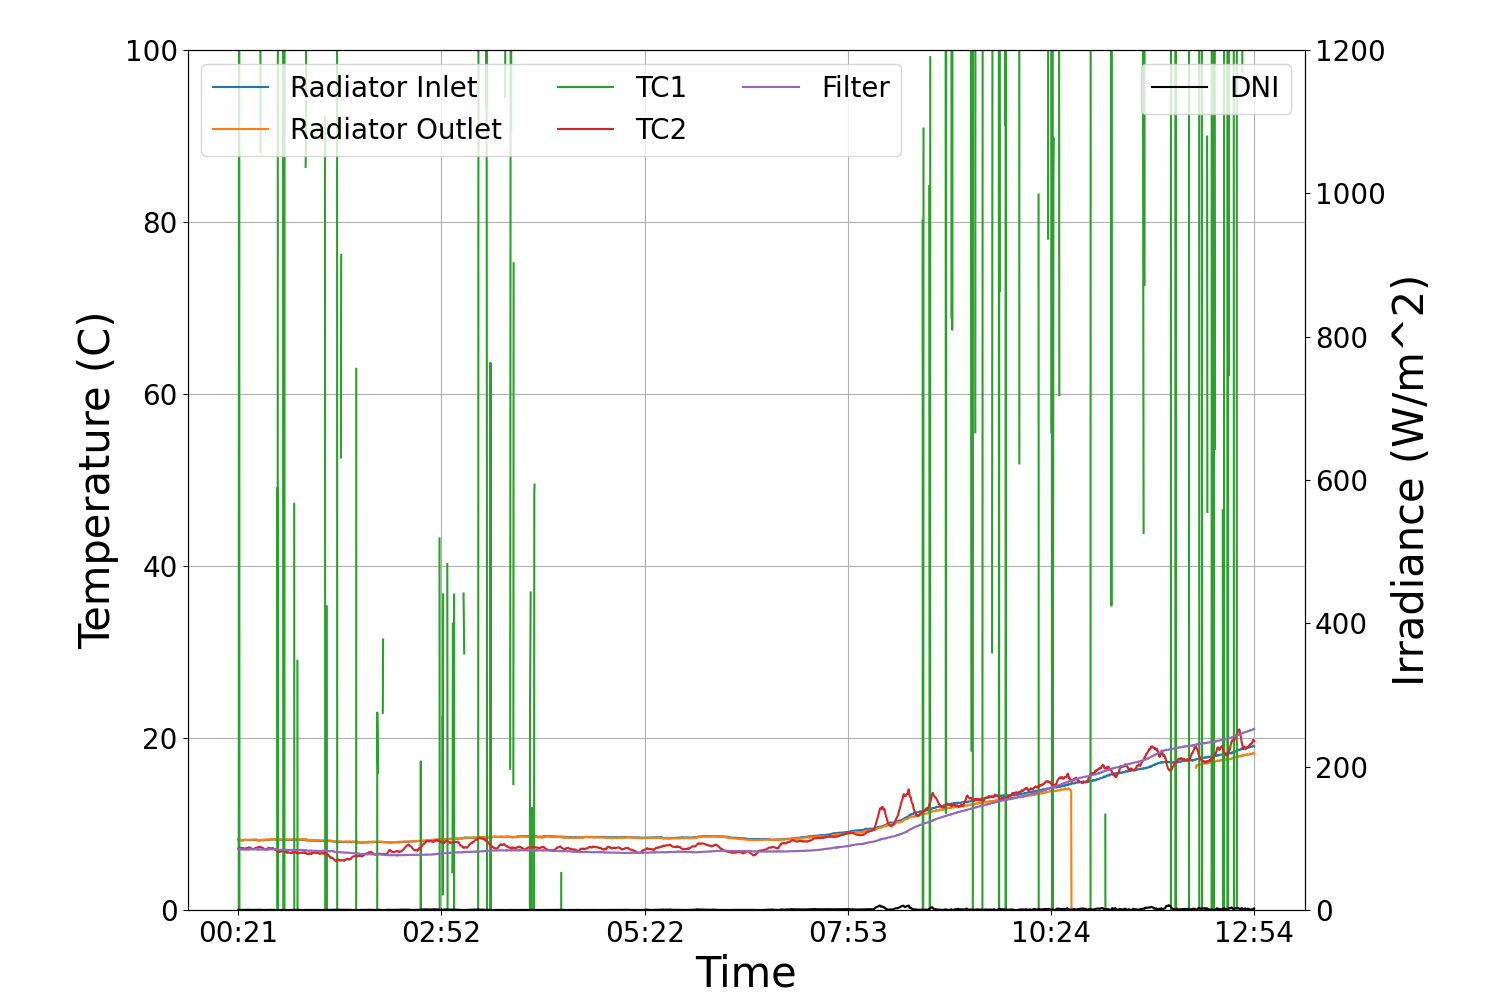 Radiator Inlet
Radiator Outlet
TC1
TC2
Filter
DNI
Temperature (C)
100
80
60
40
20
0
Irradiance (W/m^2)
1200
1000
800
600
400
200
0
00:21 02:52 05:22 07:53 10:24 12:54
Time